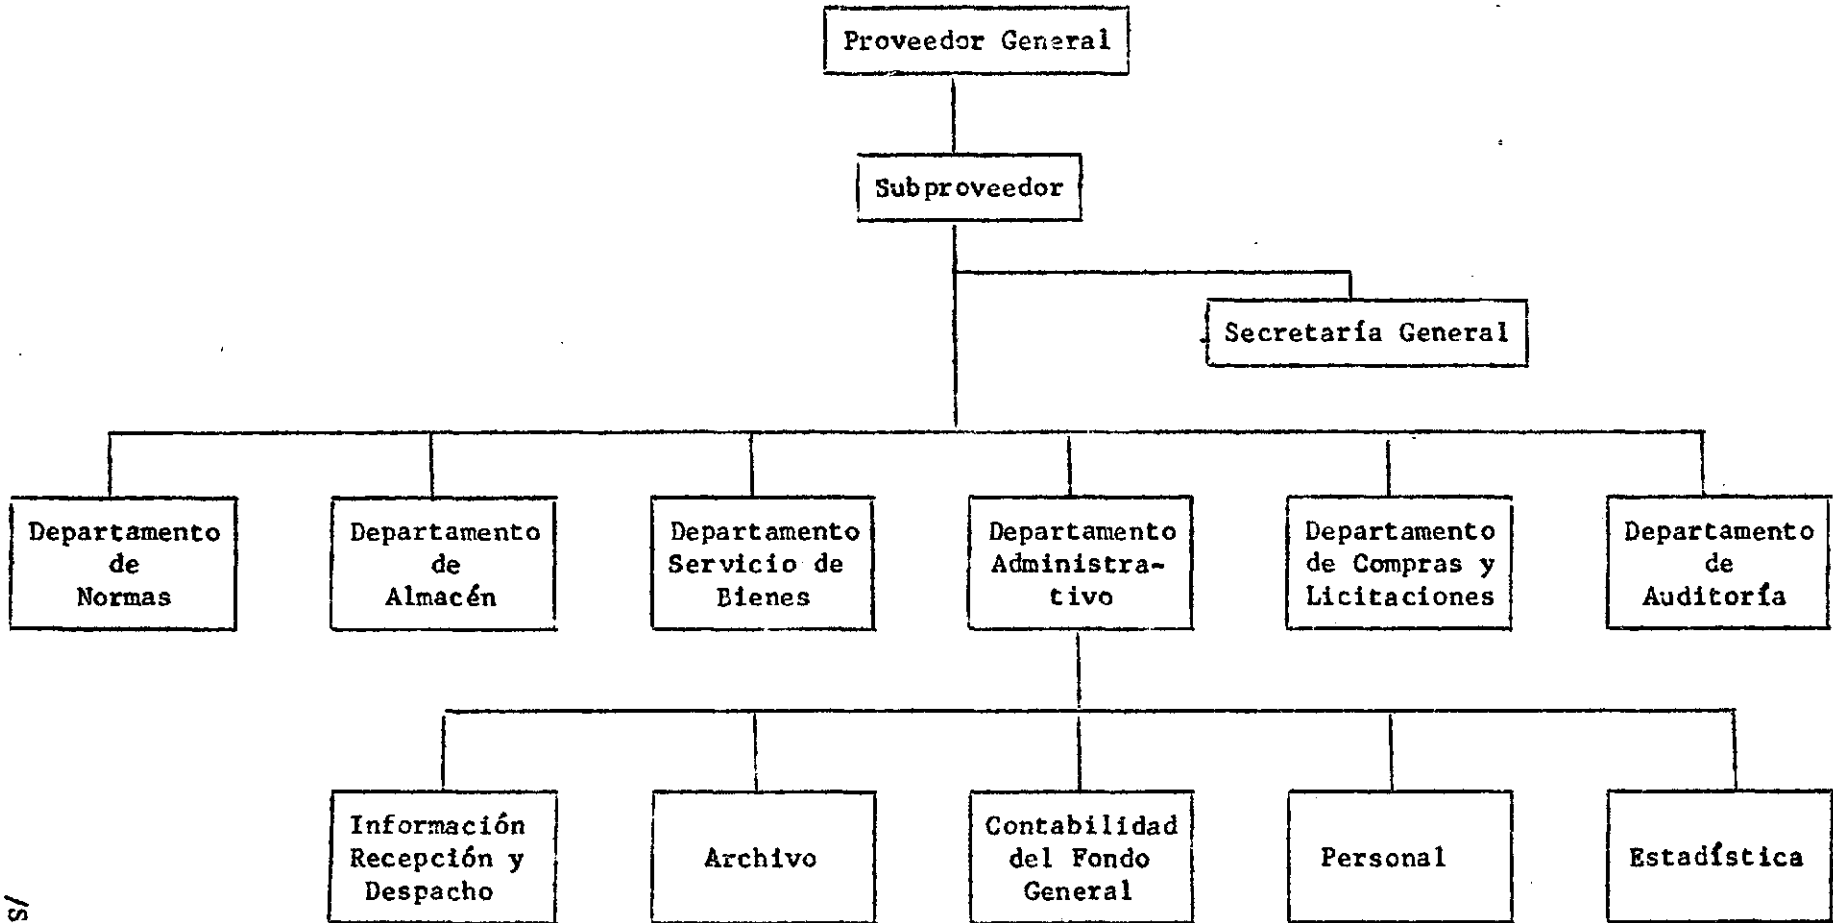 Proveedor General
Subproveedor
Secretaría General
Departamento
de
Normas
Departamento
de
Almacén
Departamento
Servicio de
Bienes
Departamento
Administra-
tivo
Departamento
de Compras y
Licitaciones
Departamento
de
Auditoría
Información
Recepción y
Despacho
Archivo
Contabilidad
del Fondo
General
Personal
Estadística
/s